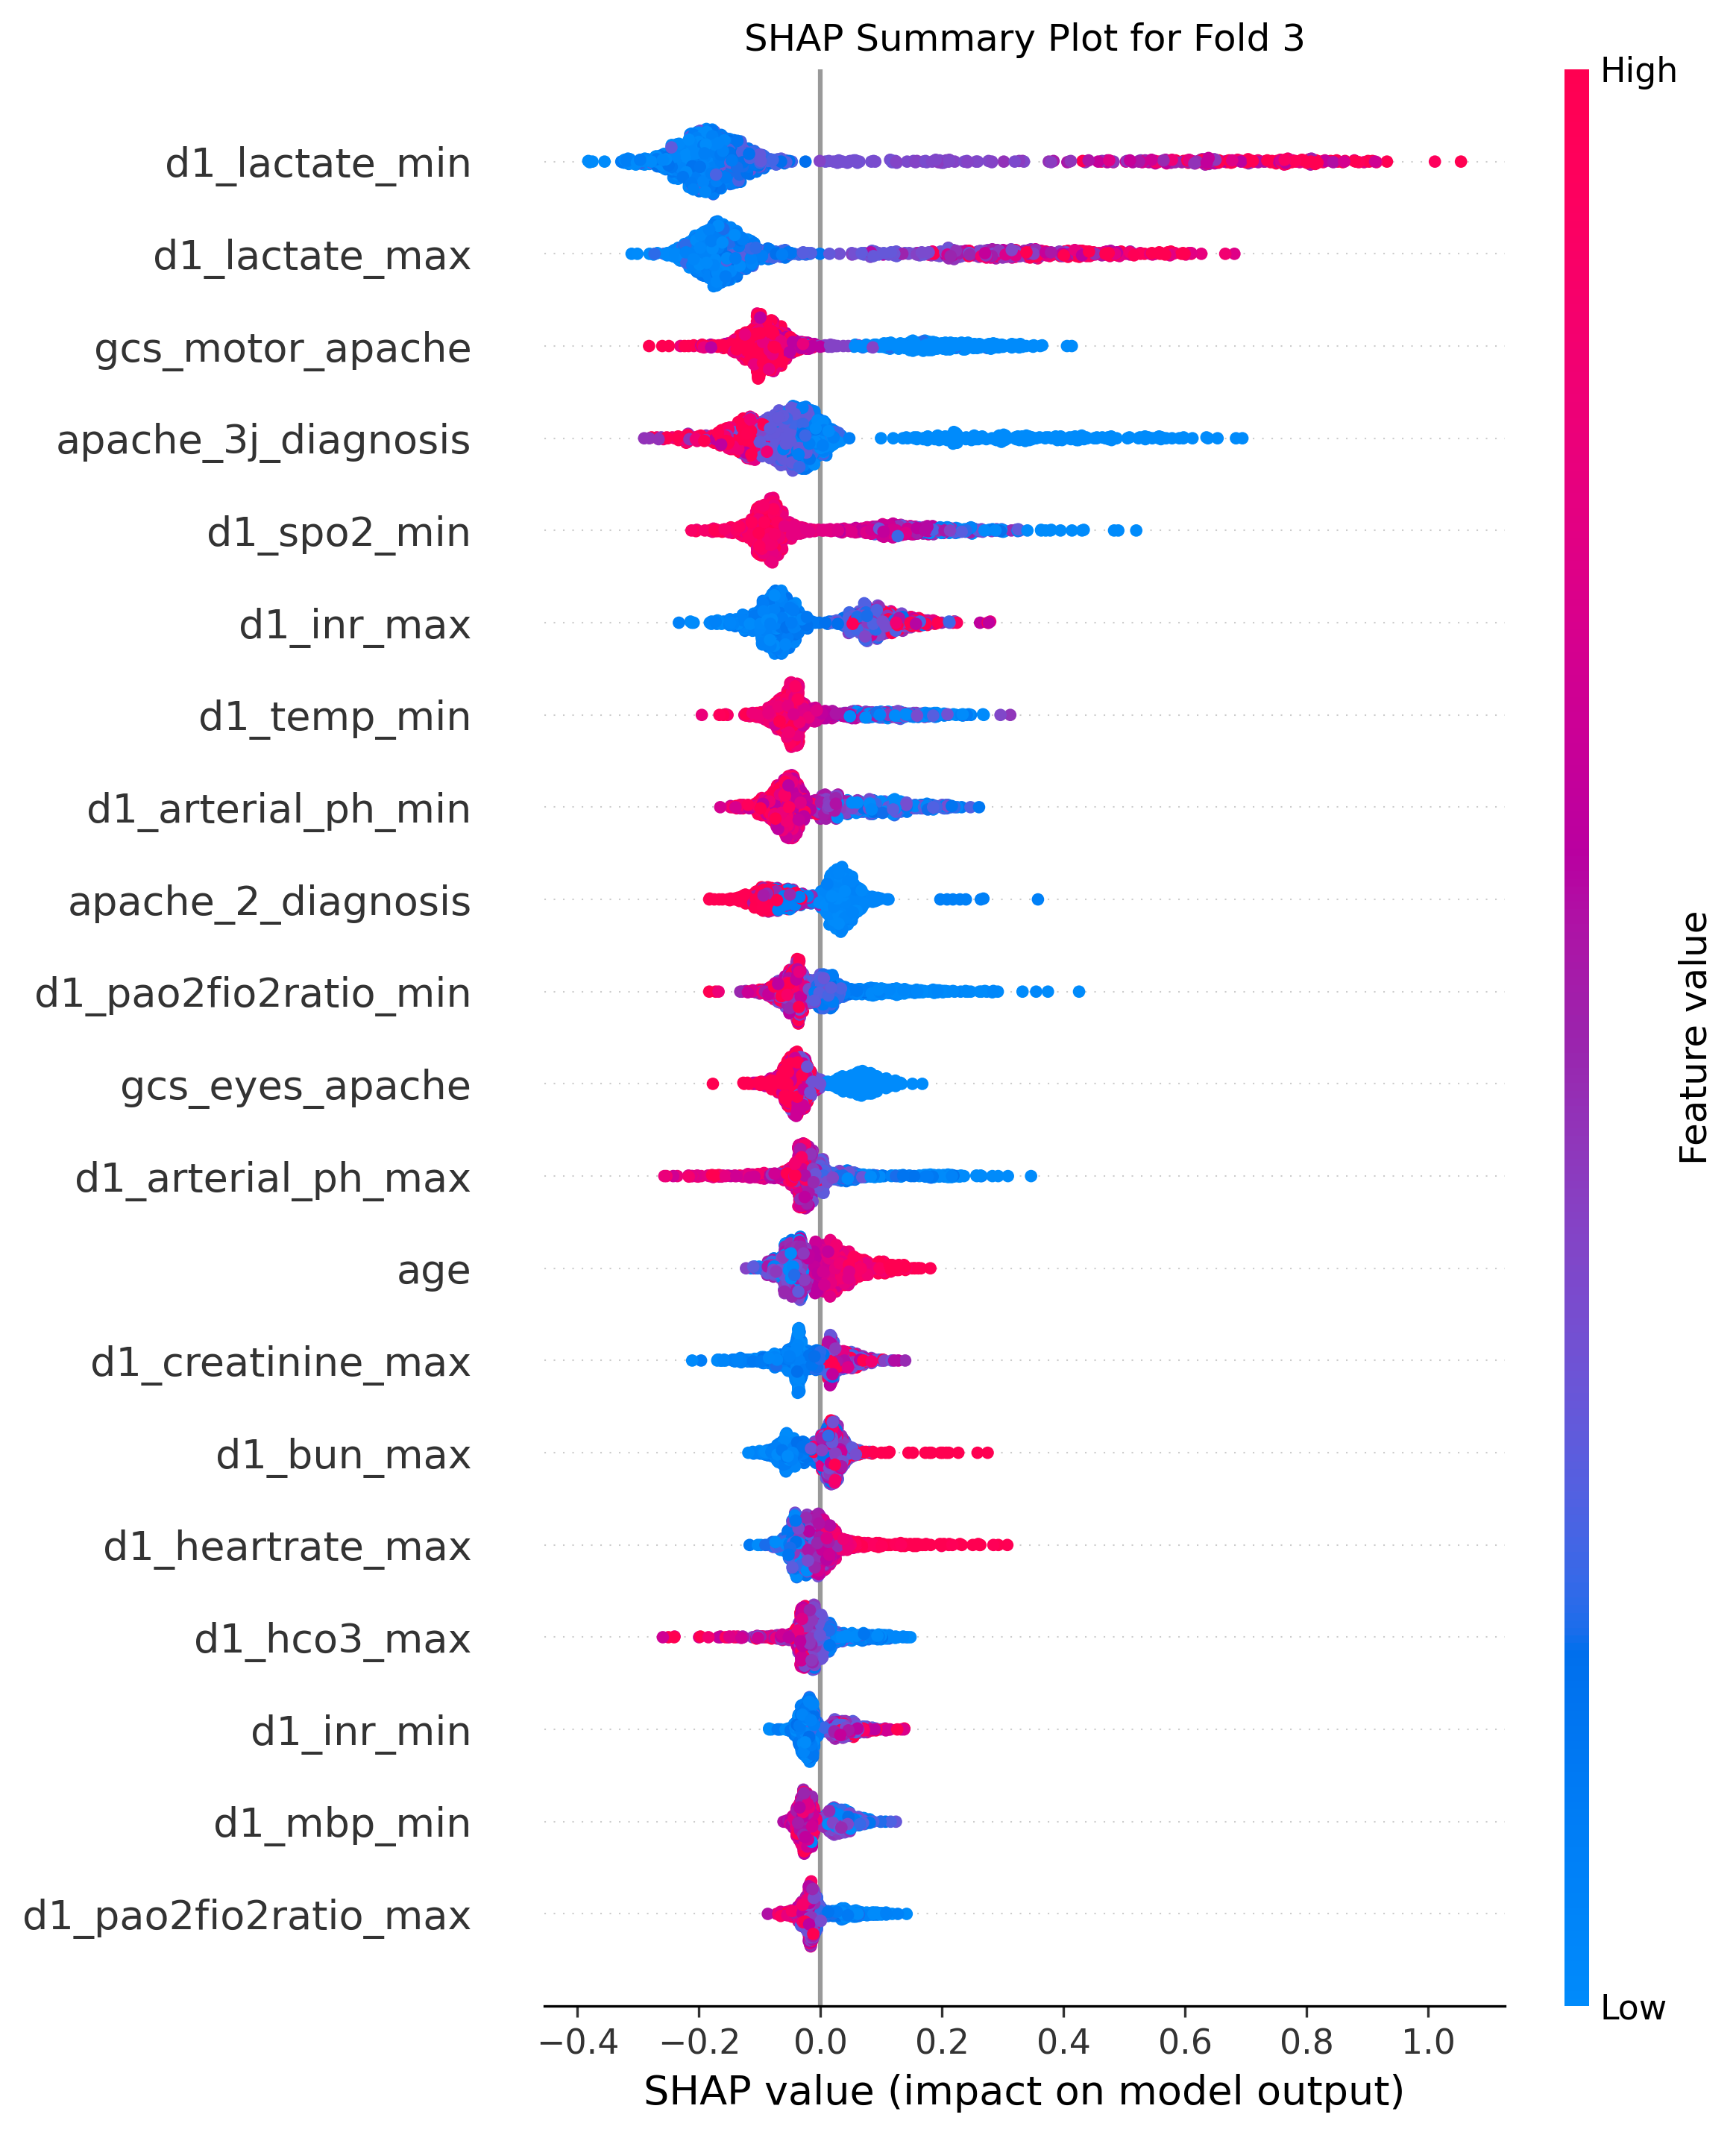 SHAP Summary Plot for Fold 3
High
d1_lactate_min
d1_lactate_max
gcs_motor_apache
apache_3j_diagnosis
d1_spo2_min
d1_inr_max
d1_temp_min
d1_arterial_ph_min
apache_2_diagnosis
d1_pao2fio2ratio_min
gcs_eyes_apache
d1_arterial_ph_max
age
d1_creatinine_max
d1_bun_max
d1_heartrate_max
d1_hco3_max
d1_inr_min
d1_mbp_min
d1_pao2fio2ratio_max
Feature value
Low
−0.4 −0.2 0.0 0.2 0.4 0.6 0.8 1.0
SHAP value (impact on model output)